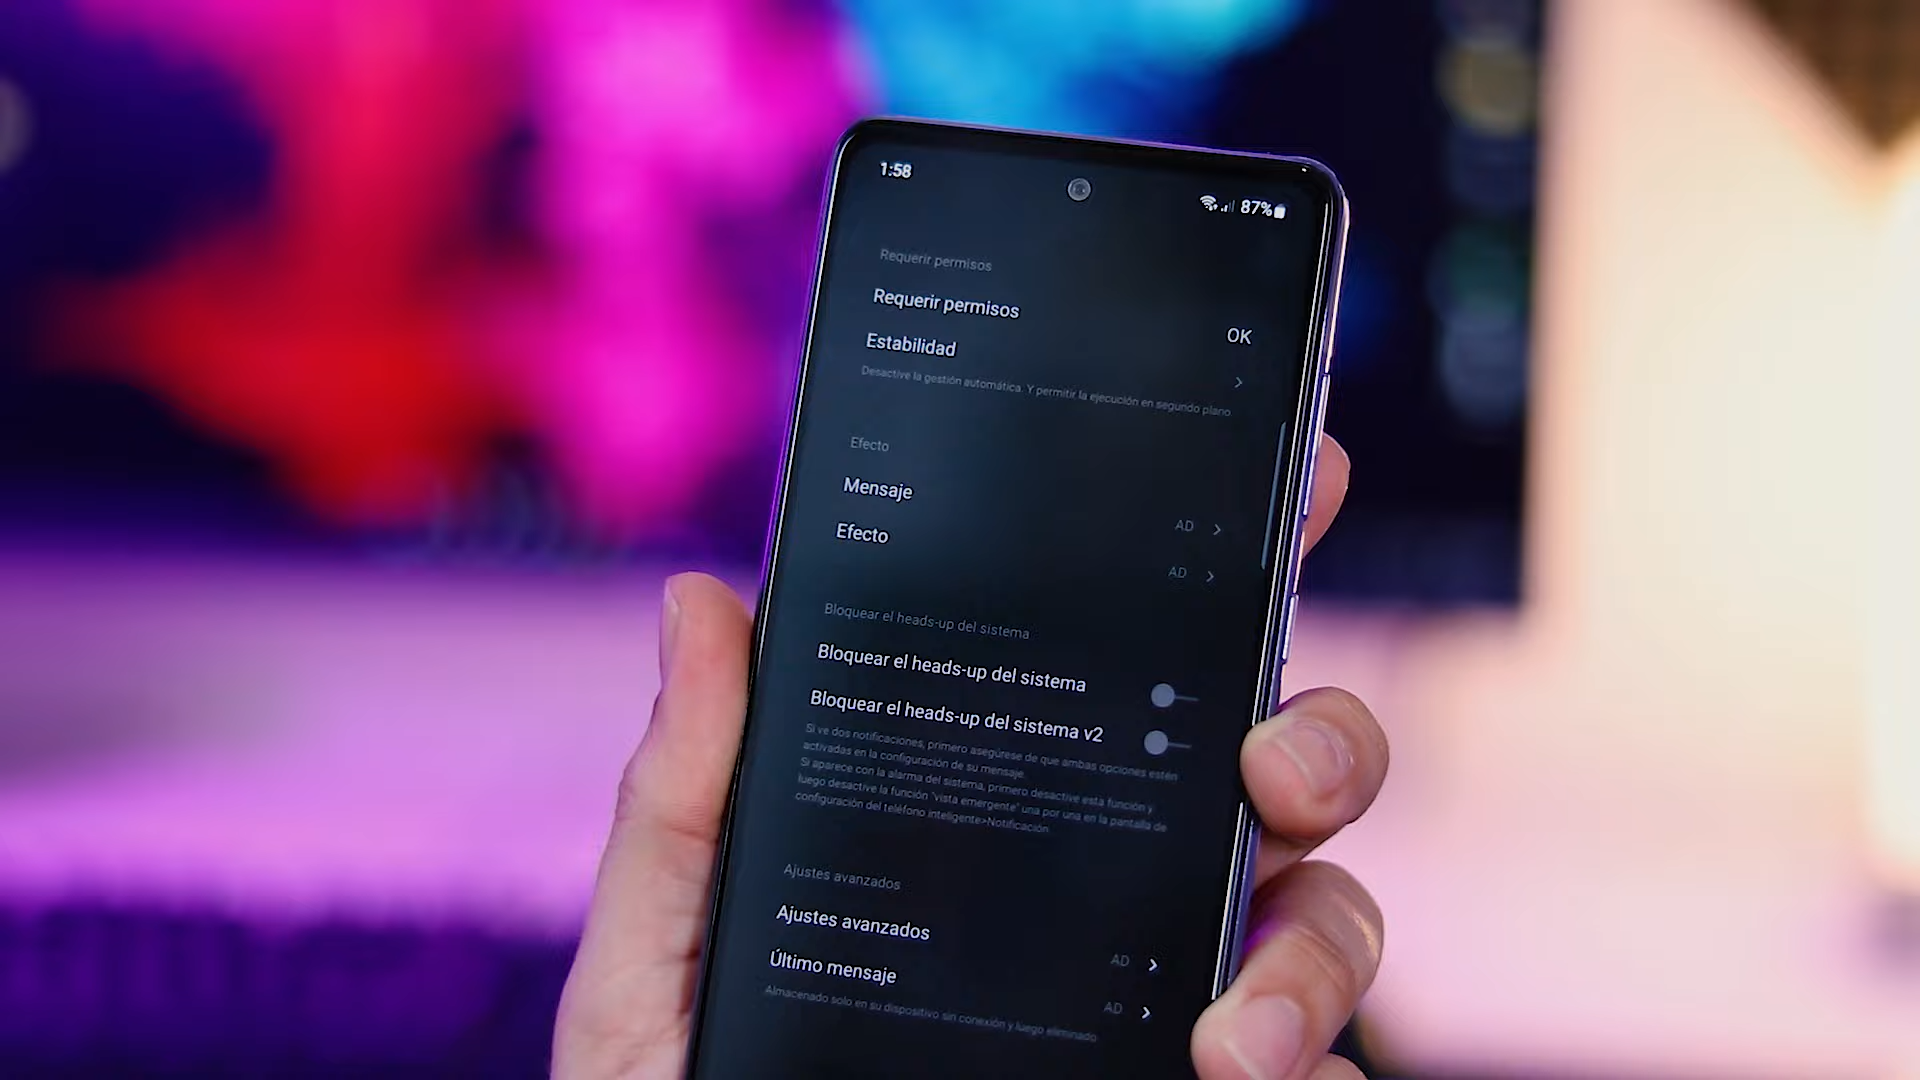 1:58
87%
Requerir permisos
Requerir permisos
OK
Estabilidad
Desactive la gestión automática. Y permitir la ejecución en segundo plano
Efecto
Mensaje
AD
Efecto
AD
Bloquear el heads-up del sistema
Bloquear el heads-up del sistema
Bloquear el heads-up del sistema v2
Si ve dos notificaciones, primero asegúrese de que ambas opciones estén
activadas en la configuración de su mensaje.
Si aparece con la alarma del sistema, primero desactive esta función y
luego desactive la función "vista emergente" una por una en la pantalla de
configuración del teléfono inteligente>Notificación
Ajustes avanzados
Ajustes avanzados
AD
Último mensaje
AD
Almacenado solo en su dispositivo sin conexión y luego eliminado